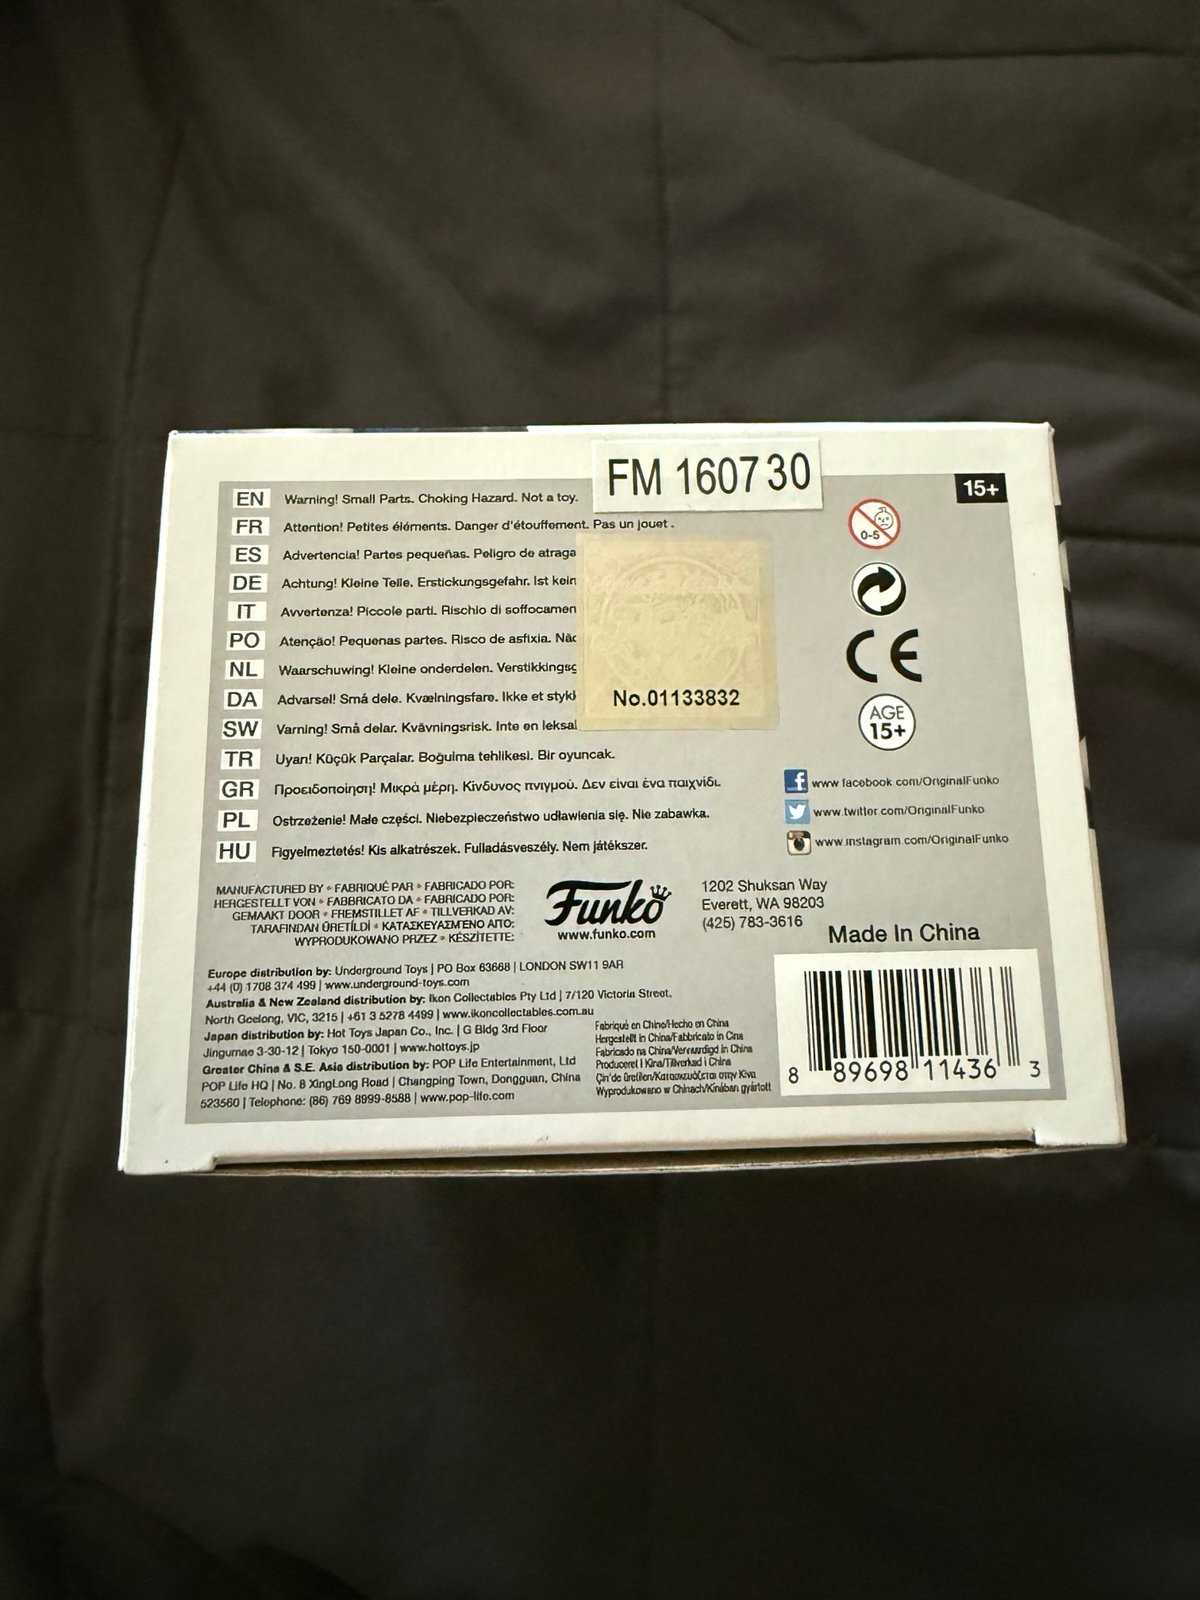 FM 160730
15+
EN Warning! Small Parts. Choking Hazard. Not a toy.
FR Attention! Petites éléments. Danger d'étouffement. Pas un jouet .
ES Advertencia! Partes pequeñas. Peligro de atraga
DE Achtung! Kleine Teile. Erstickungsgefahr. Ist kein
IT Avvertenza! Piccole parti. Rischio di soffocamen
PO Atenção! Pequenas partes. Risco de asfixia. Não
NL Waarschuwing! Kleine onderdelen. Verstikkingsg
DA Advarsel! Små dele. Kvælningsfare. Ikke et stykk
SW Varning! Små delar. Kvävningsrisk. Inte en leksal
TR Uyarı! Küçük Parçalar. Boğulma tehlikesi. Bir oyuncak.
GR Προειδοποίηση! Μικρά μέρη. Κίνδυνος πνιγμού. Δεν είναι ένα παιχνίδι.
PL Ostrzeżenie! Małe części. Niebezpieczeństwo udławienia się. Nie zabawka.
HU Figyelmeztetés! Kis alkatrészek. Fulladásveszély. Nem játékszer.
No.01133832
0-5
CE
AGE
15+
www.facebook.com/OriginalFunko
www.twitter.com/OriginalFunko
www.instagram.com/OriginalFunko
MANUFACTURED BY • FABRIQUÉ PAR • FABRICADO POR:
HERGESTELLT VON • FABBRICATO DA • FABRICADO POR:
GEMAAKT DOOR • FREMSTILLET AF • TILLVERKAD AV:
TARAFINDAN ÜRETİLDİ • ΚΑΤΑΣΚΕΥΑΣΜΈΝΟ ΑΠΌ:
WYPRODUKOWANO PRZEZ • KÉSZÍTETTE:
Funko
www.funko.com
1202 Shuksan Way
Everett, WA 98203
(425) 783-3616
Made In China
Europe distribution by: Underground Toys | PO Box 63668 | LONDON SW11 9AR
+44 (0) 1708 374 499 | www.underground-toys.com
Australia & New Zealand distribution by: Ikon Collectables Pty Ltd | 7/120 Victoria Street,
North Geelong, VIC, 3215 | +61 3 5278 4499 | www.ikoncollectables.com.au
Japan distribution by: Hot Toys Japan Co., Inc. | G Bldg 3rd Floor
Jingumae 3-30-12 | Tokyo 150-0001 | www.hottoys.jp
Greater China & S.E. Asia distribution by: POP Life Entertainment, Ltd
POP Life HQ | No. 8 XingLong Road | Changping Town, Dongguan, China
523560 | Telephone: (86) 769 8999-8588 | www.pop-life.com
Fabriqué en Chine/Hecho en China
Hergestellt in China/Fabbricato in Cina
Fabricado na China/Vervaardigd in China
Produceret i Kina/Tillverkad i China
Çin'de üretilen/Κατασκευάζεται στην Κίνα
Wyprodukowano w Chinach/Kínában gyártott
8 89698 11436 3